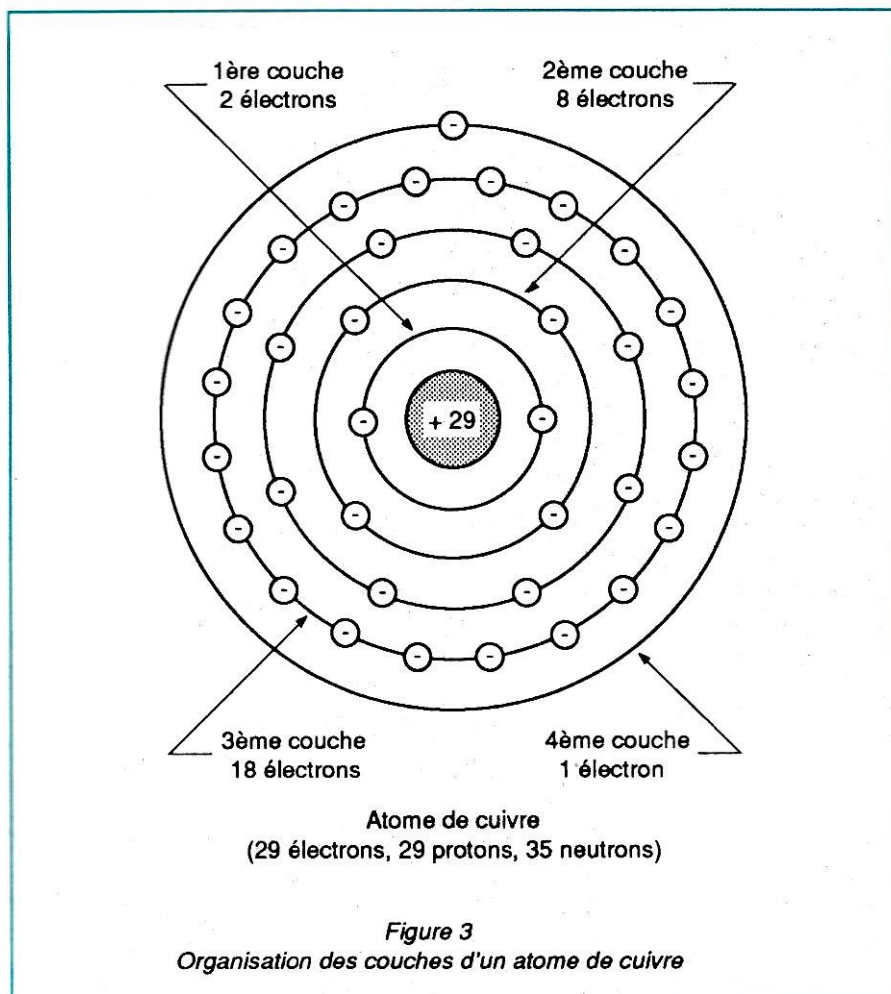 1ère couche
2 électrons
2ème couche
8 électrons
+ 29
3ème couche
18 électrons
4ème couche
1 électron
Atome de cuivre
(29 électrons, 29 protons, 35 neutrons)
Figure 3
Organisation des couches d'un atome de cuivre